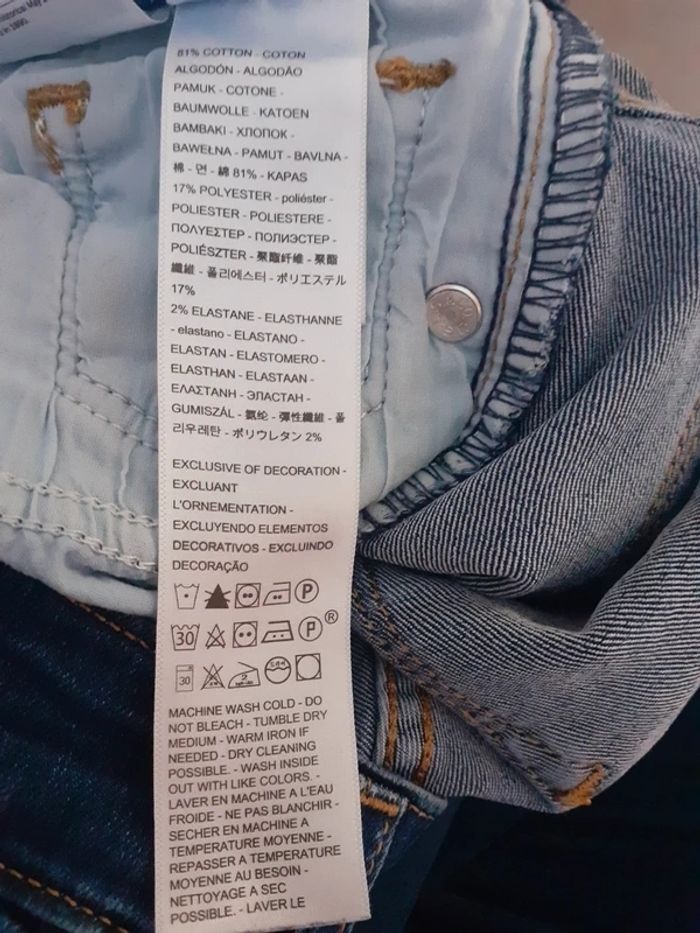 81% COTTON - COTON
ALGODÓN - ALGODÃO
PAMUK - COTONE -
BAUMWOLLE - KATOEN
BAMBAKI - ХЛОПОК -
BAWEŁNA - PAMUT - BAVLNA -
棉 - 면 - 綿 81% - KAPAS
17% POLYESTER - poliéster -
POLIESTER - POLIESTERE -
ΠΟΛΥΕΣΤΕΡ - ПОЛИЭСТЕР -
POLIÉSZTER - 聚酯纤维 - 聚酯
纖維 - 폴리에스터 - ポリエステル
17%
2% ELASTANE - ELASTHANNE
- elastano - ELASTANO -
ELASTAN - ELASTOMERO -
ELASTHAN - ELASTAAN -
ΕΛΑΣΤΑΝΗ - ЭЛАСТАН -
GUMISZÁL - 氨纶 - 彈性纖維 - 폴
리우레탄 - ポリウレタン 2%
EXCLUSIVE OF DECORATION -
EXCLUANT
L'ORNEMENTATION -
EXCLUYENDO ELEMENTOS
DECORATIVOS - EXCLUINDO
DECORAÇÃO
P
30 P ®
30 2
MACHINE WASH COLD - DO
NOT BLEACH - TUMBLE DRY
MEDIUM - WARM IRON IF
NEEDED - DRY CLEANING
POSSIBLE. - WASH INSIDE
OUT WITH LIKE COLORS. -
LAVER EN MACHINE A L'EAU
FROIDE - NE PAS BLANCHIR -
SECHER EN MACHINE A
TEMPERATURE MOYENNE -
REPASSER A TEMPERATURE
MOYENNE AU BESOIN -
NETTOYAGE A SEC
POSSIBLE. - LAVER LE